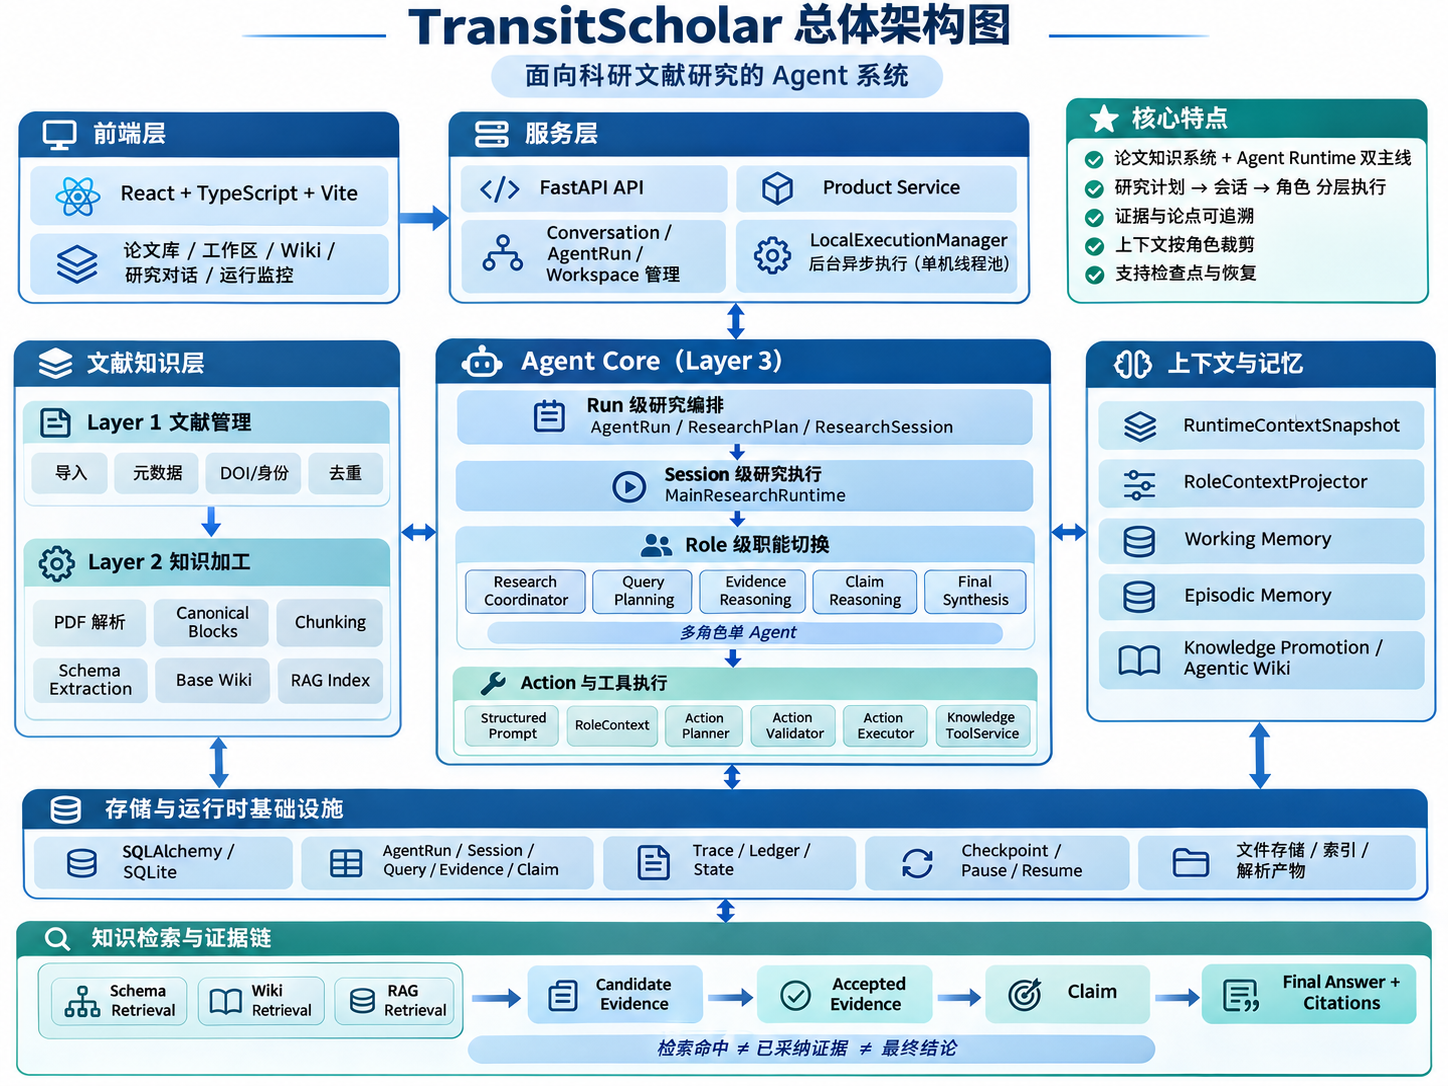 TransitScholar 总体架构图
面向科研文献研究的 Agent 系统
前端层
React + TypeScript + Vite
论文库 / 工作区 / Wiki /
研究对话 / 运行监控
服务层
FastAPI API
Product Service
Conversation /
AgentRun /
Workspace 管理
LocalExecutionManager
后台异步执行（单机线程池）
核心特点
论文知识系统 + Agent Runtime 双主线
研究计划 → 会话 → 角色 分层执行
证据与论点可追溯
上下文按角色裁剪
支持检查点与恢复
文献知识层
Layer 1 文献管理
导入
元数据
DOI/身份
去重
Layer 2 知识加工
PDF 解析
Canonical
Blocks
Chunking
Schema
Extraction
Base Wiki
RAG Index
Agent Core（Layer 3）
Run 级研究编排
AgentRun / ResearchPlan / ResearchSession
Session 级研究执行
MainResearchRuntime
Role 级职能切换
Research
Coordinator
Query
Planning
Evidence
Reasoning
Claim
Reasoning
Final
Synthesis
多角色单 Agent
Action 与工具执行
Structured
Prompt
RoleContext
Action
Planner
Action
Validator
Action
Executor
Knowledge
ToolService
上下文与记忆
RuntimeContextSnapshot
RoleContextProjector
Working Memory
Episodic Memory
Knowledge Promotion /
Agentic Wiki
存储与运行时基础设施
SQLAlchemy /
SQLite
AgentRun / Session /
Query / Evidence / Claim
Trace / Ledger /
State
Checkpoint /
Pause / Resume
文件存储 / 索引 /
解析产物
知识检索与证据链
Schema
Retrieval
Wiki
Retrieval
RAG
Retrieval
Candidate
Evidence
Accepted
Evidence
Claim
Final Answer +
Citations
检索命中 ≠ 已采纳证据 ≠ 最终结论